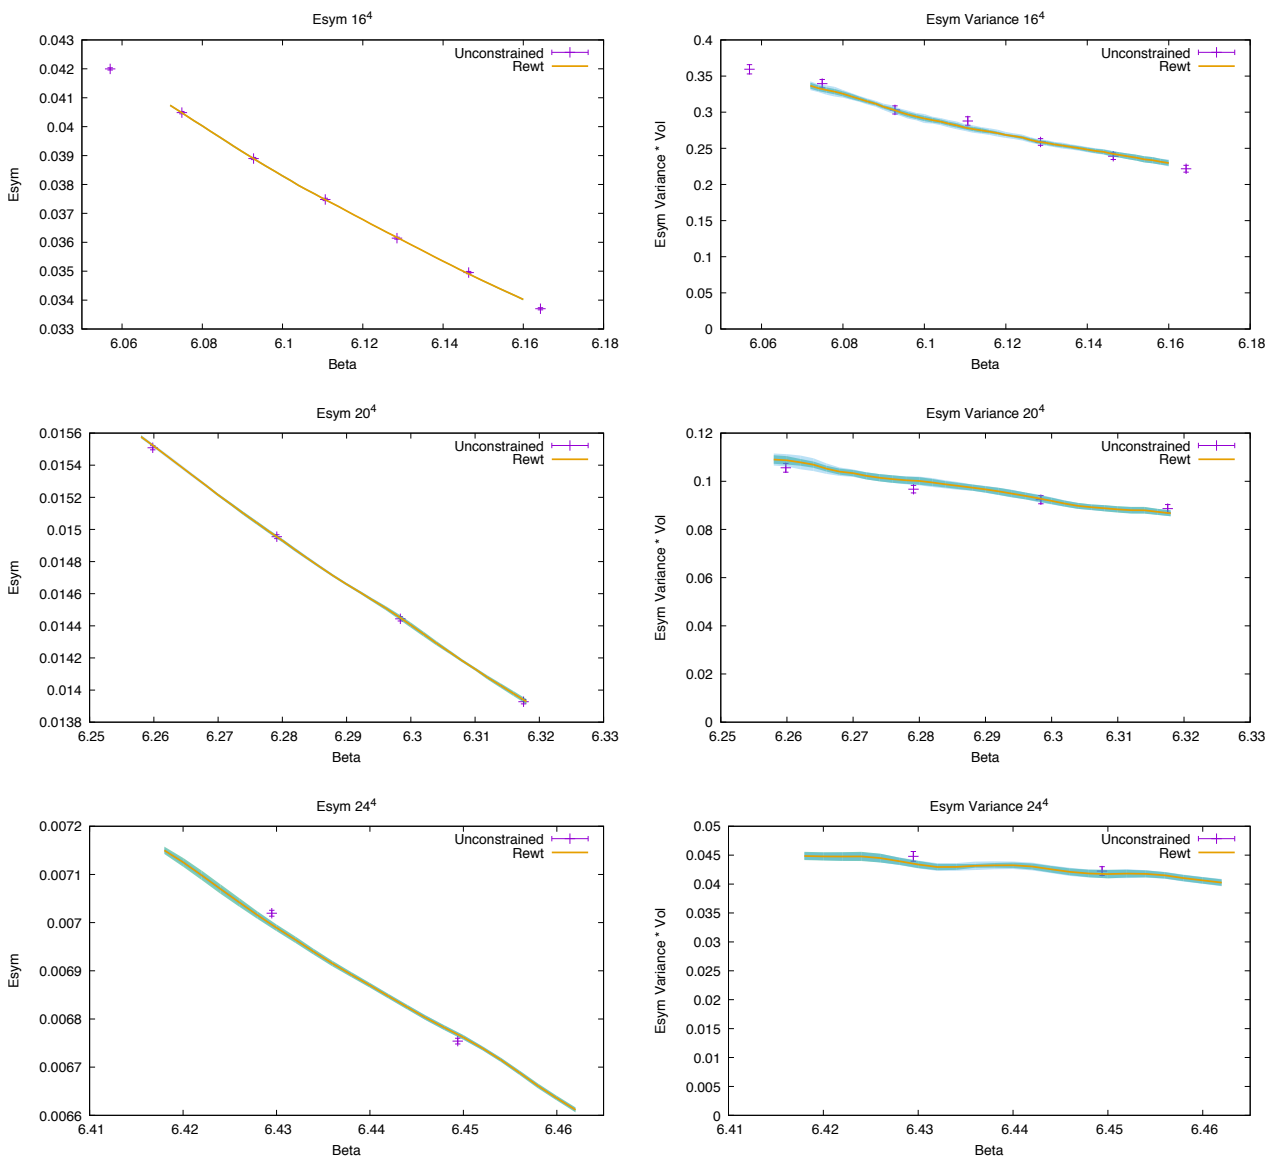 Esym 16⁴
Unconstrained
Rewt
0.043
0.042
0.041
0.04
0.039
0.038
0.037
0.036
0.035
0.034
0.033
Esym
6.06 6.08 6.1 6.12 6.14 6.16 6.18
Beta
Esym Variance 16⁴
Unconstrained
Rewt
0.4
0.35
0.3
0.25
0.2
0.15
0.1
0.05
0
Esym Variance * Vol
6.06 6.08 6.1 6.12 6.14 6.16 6.18
Beta
Esym 20⁴
Unconstrained
Rewt
0.0156
0.0154
0.0152
0.015
0.0148
0.0146
0.0144
0.0142
0.014
0.0138
Esym
6.25 6.26 6.27 6.28 6.29 6.3 6.31 6.32 6.33
Beta
Esym Variance 20⁴
Unconstrained
Rewt
0.12
0.1
0.08
0.06
0.04
0.02
0
Esym Variance * Vol
6.25 6.26 6.27 6.28 6.29 6.3 6.31 6.32 6.33
Beta
Esym 24⁴
Unconstrained
Rewt
0.0072
0.0071
0.007
0.0069
0.0068
0.0067
0.0066
Esym
6.41 6.42 6.43 6.44 6.45 6.46
Beta
Esym Variance 24⁴
Unconstrained
Rewt
0.05
0.045
0.04
0.035
0.03
0.025
0.02
0.015
0.01
0.005
0
Esym Variance * Vol
6.41 6.42 6.43 6.44 6.45 6.46
Beta